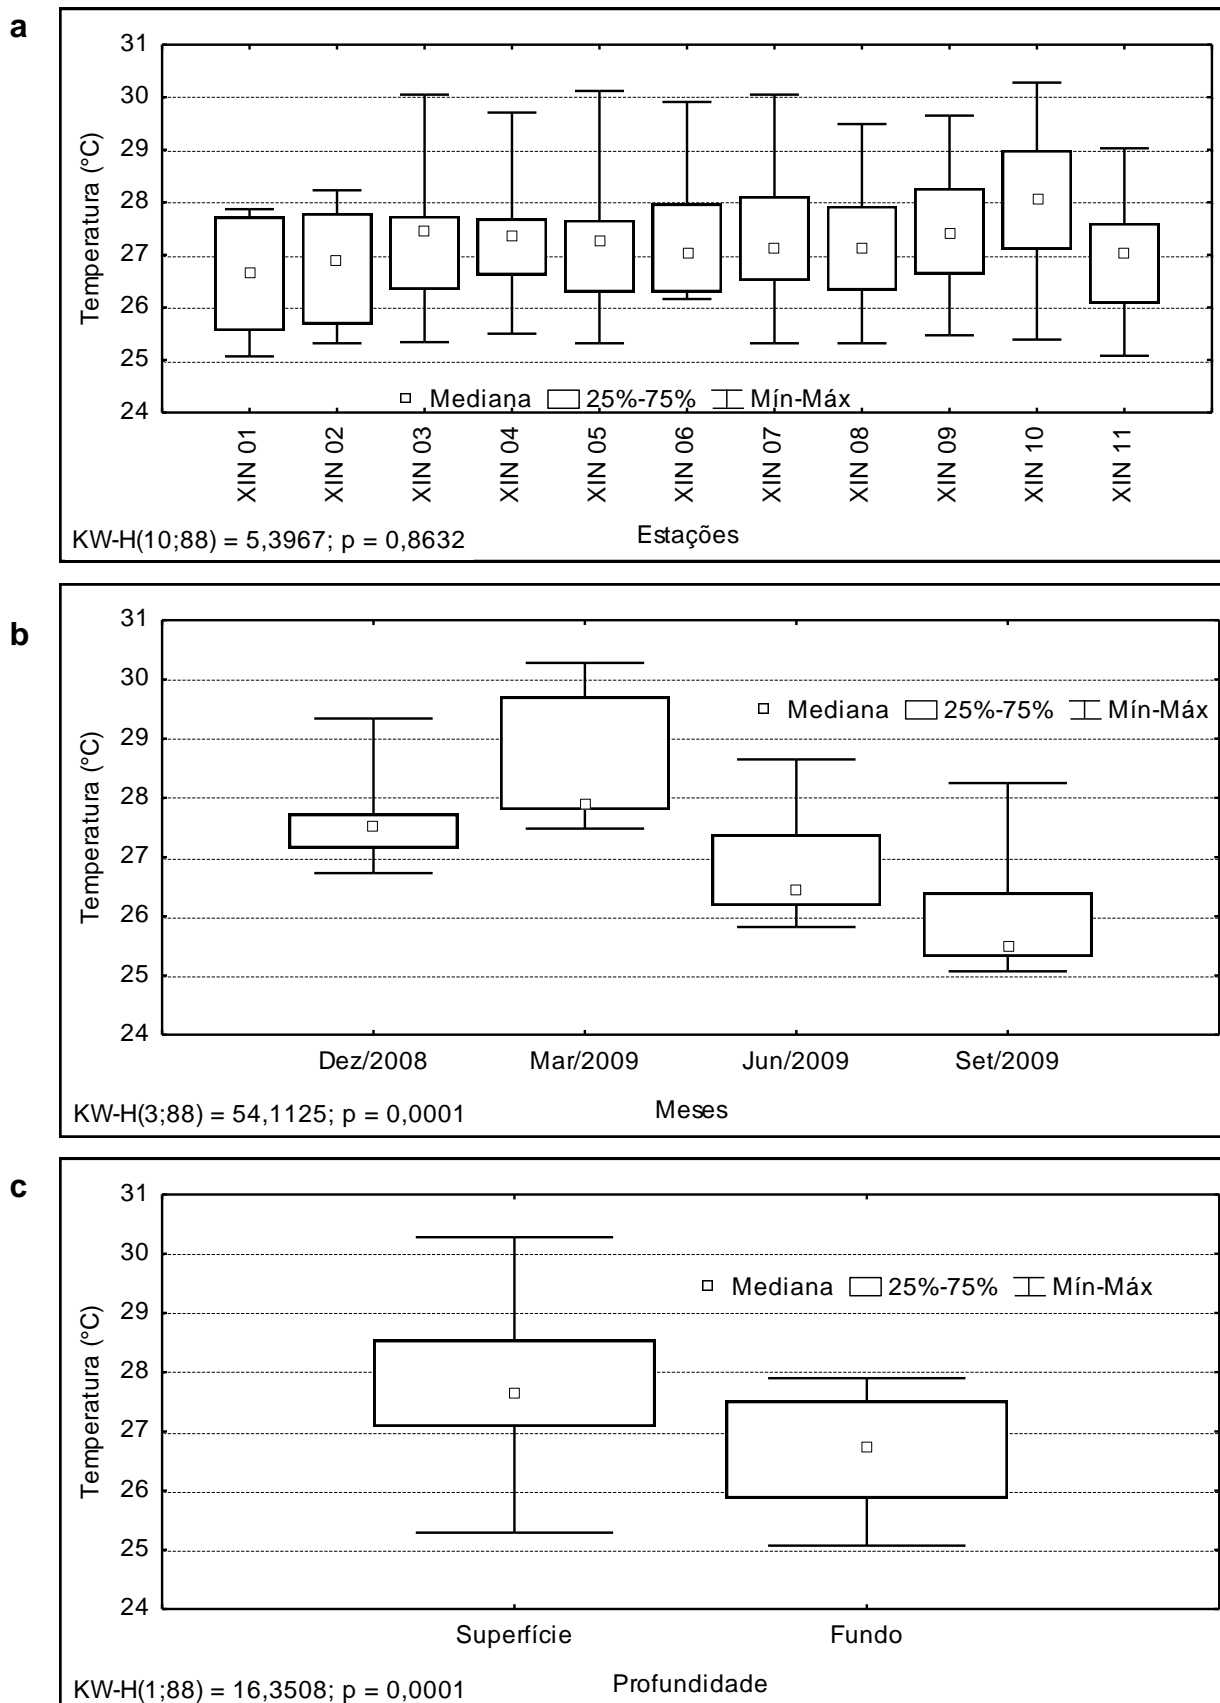 a
31
30
29
28
27
26
25
24
Temperatura (°C)
Mediana 25%-75% Mín-Máx
XIN 01
XIN 02
XIN 03
XIN 04
XIN 05
XIN 06
XIN 07
XIN 08
XIN 09
XIN 10
XIN 11
Estações
KW-H(10;88) = 5,3967; p = 0,8632
b
31
30
29
28
27
26
25
24
Temperatura (°C)
Mediana 25%-75% Mín-Máx
Dez/2008
Mar/2009
Jun/2009
Set/2009
Meses
KW-H(3;88) = 54,1125; p = 0,0001
c
31
30
29
28
27
26
25
24
Temperatura (°C)
Mediana 25%-75% Mín-Máx
Superfície
Fundo
Profundidade
KW-H(1;88) = 16,3508; p = 0,0001